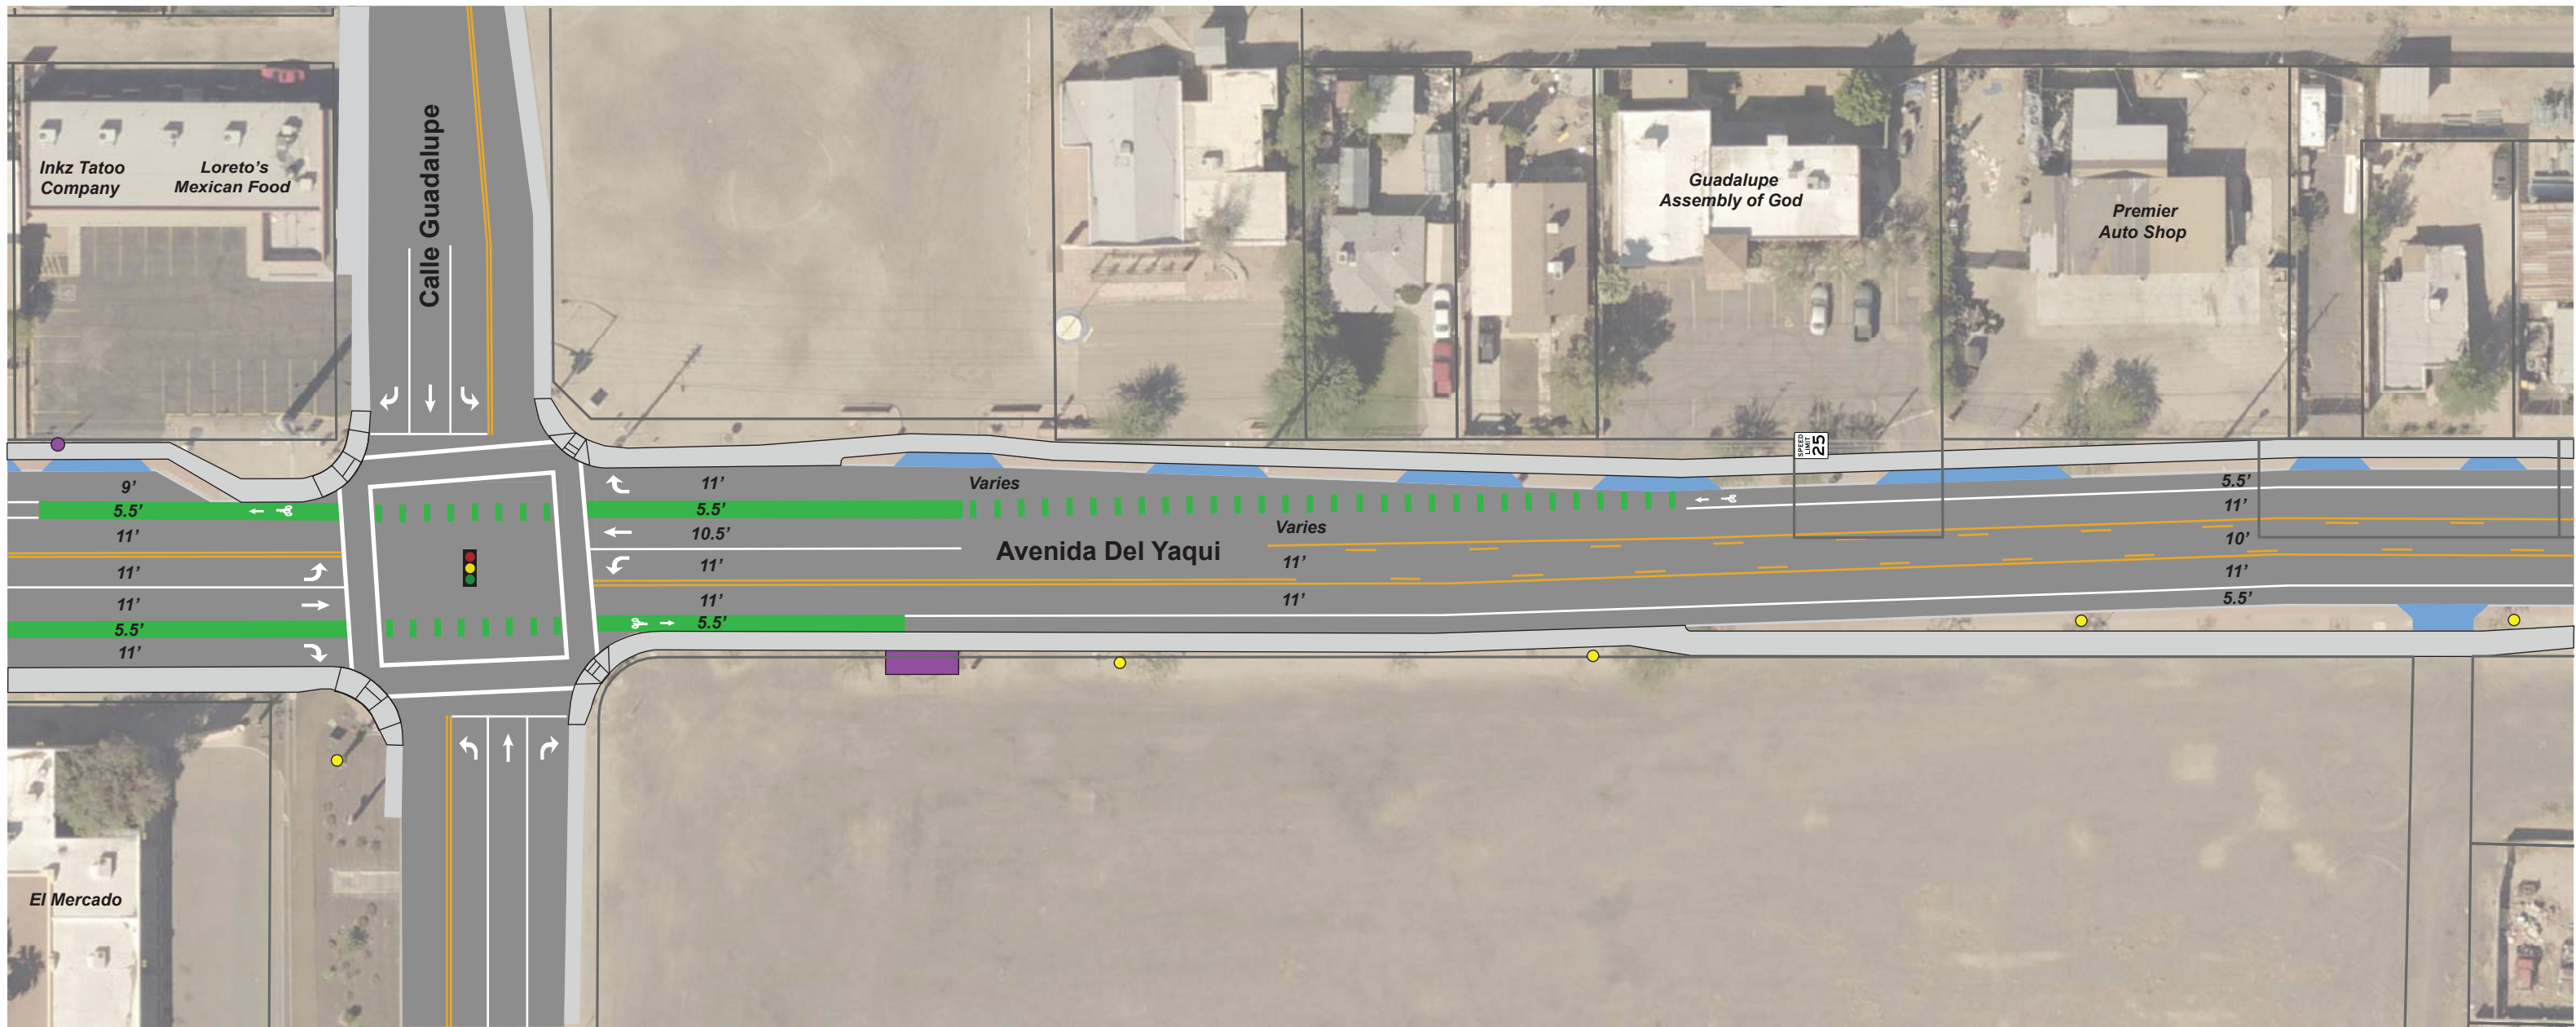 Calle Guadalupe
Inkz Tatoo
Company
Loreto's
Mexican Food
Guadalupe
Assembly of God
Premier
Auto Shop
SPEED
LIMIT
25
9’
5.5’
11’
11’
11’
5.5’
11’
11’
5.5’
10.5’
11’
11’
5.5’
Varies
Varies
Avenida Del Yaqui
11’
11’
5.5’
11’
10’
11’
5.5’
El Mercado